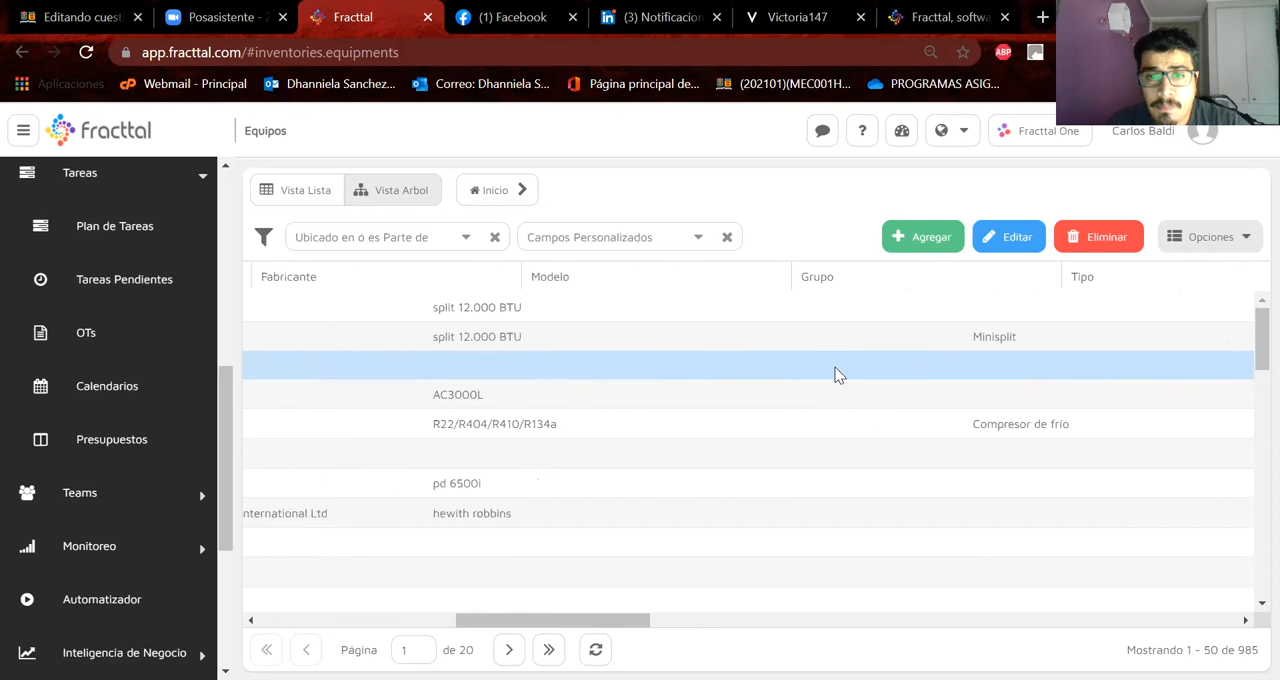 Editando cuest
Posasistente - Z
Fracttal
(1) Facebook
(3) Notificacion
Victoria147
Fracttal, softwa
app.fracttal.com/#inventories.equipments
ABP
Aplicaciones
Webmail - Principal
Dhanniela Sanchez...
Correo: Dhanniela S...
Página principal de...
(202101)(MEC001H...
PROGRAMAS ASIG...
fracttal
Equipos
?
Fracttal One
Carlos Baldi
Tareas
Plan de Tareas
Tareas Pendientes
OTs
Calendarios
Presupuestos
Teams
Monitoreo
Automatizador
Inteligencia de Negocio
Vista Lista
Vista Arbol
Inicio
Ubicado en ó es Parte de
Campos Personalizados
Agregar
Editar
Eliminar
Opciones
Fabricante
Modelo
Grupo
Tipo
split 12.000 BTU
split 12.000 BTU
Minisplit
AC3000L
R22/R404/R410/R134a
Compresor de frío
pd 6500i
nternational Ltd
hewith robbins
Página
1
de 20
Mostrando 1 - 50 de 985